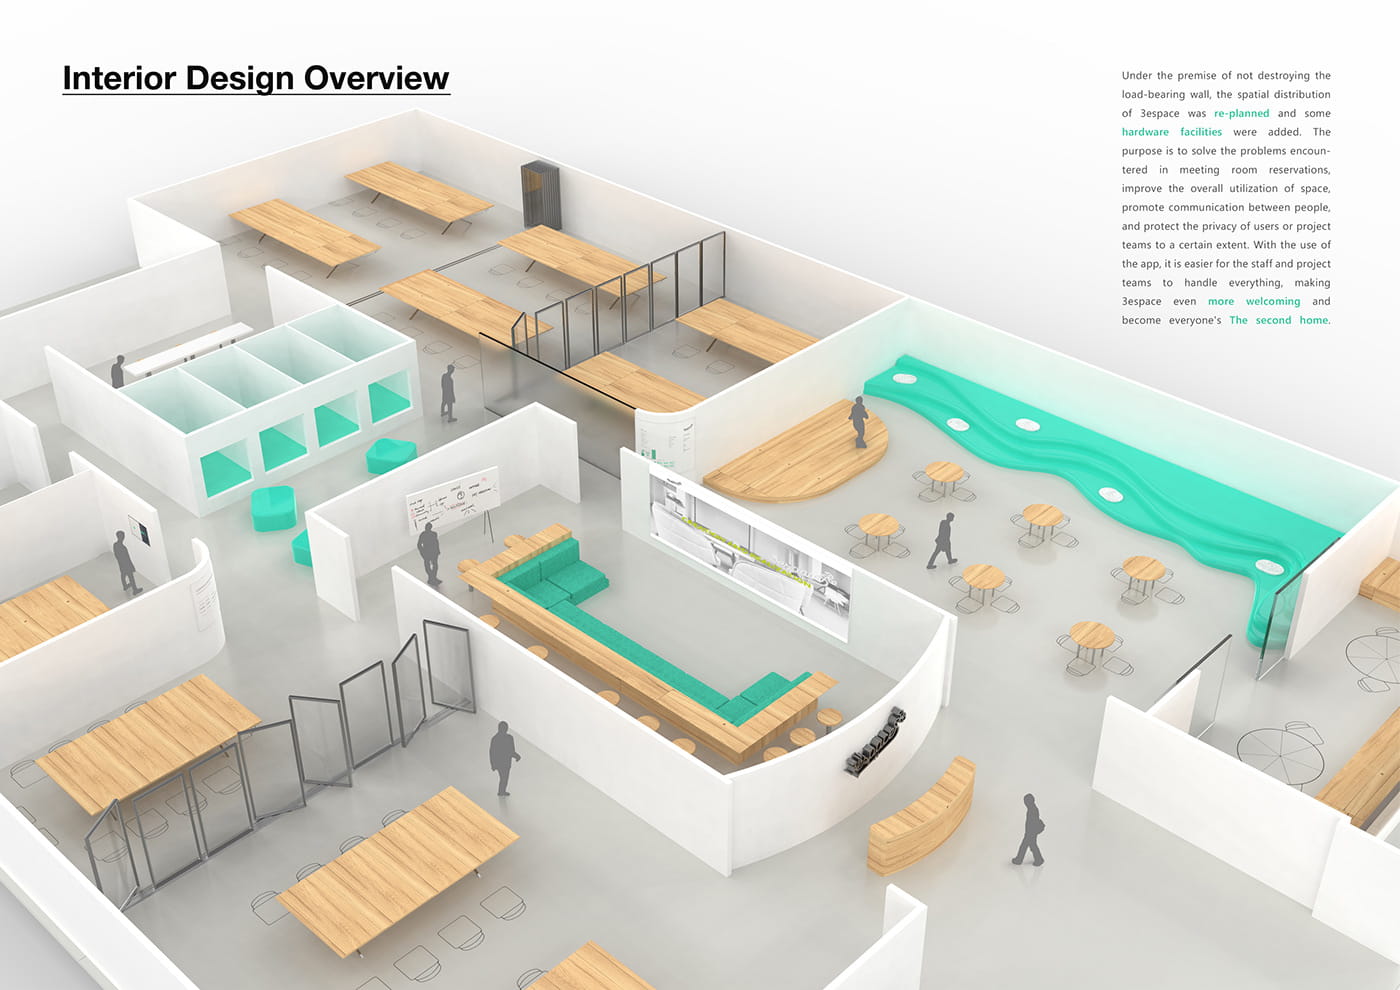 Interior Design Overview
Under the premise of not destroying the
load-bearing wall, the spatial distribution
of 3espace was re-planned and some
hardware facilities were added. The
purpose is to solve the problems encoun-
tered in meeting room reservations,
improve the overall utilization of space,
promote communication between people,
and protect the privacy of users or project
teams to a certain extent. With the use of
the app, it is easier for the staff and project
teams to handle everything, making
3espace even more welcoming and
become everyone's The second home.